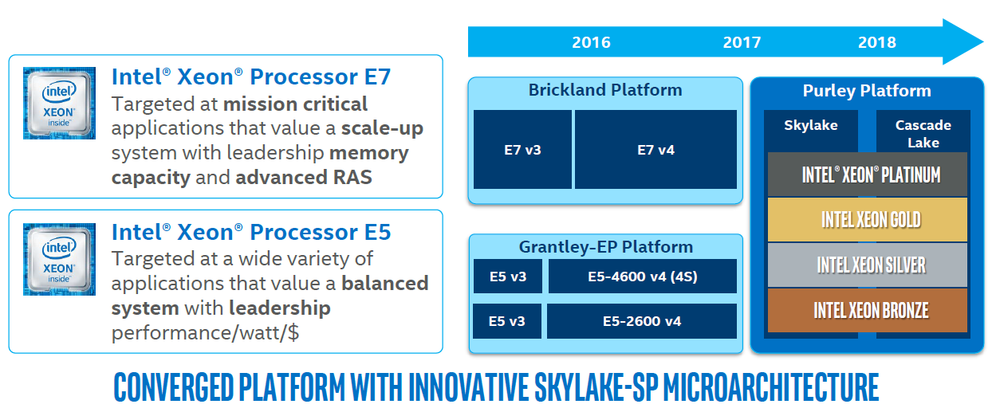 intel®
XEON®
inside™
Intel® Xeon® Processor E7
Targeted at mission critical
applications that value a scale-up
system with leadership memory
capacity and advanced RAS
intel®
XEON®
inside™
Intel® Xeon® Processor E5
Targeted at a wide variety of
applications that value a balanced
system with leadership
performance/watt/$
2016 2017 2018
Brickland Platform
E7 v3 E7 v4
Grantley-EP Platform
E5 v3 E5-4600 v4 (4S)
E5 v3 E5-2600 v4
Purley Platform
Skylake Cascade
Lake
INTEL® XEON® PLATINUM
INTEL XEON GOLD
INTEL XEON SILVER
INTEL XEON BRONZE
CONVERGED PLATFORM WITH INNOVATIVE SKYLAKE-SP MICROARCHITECTURE